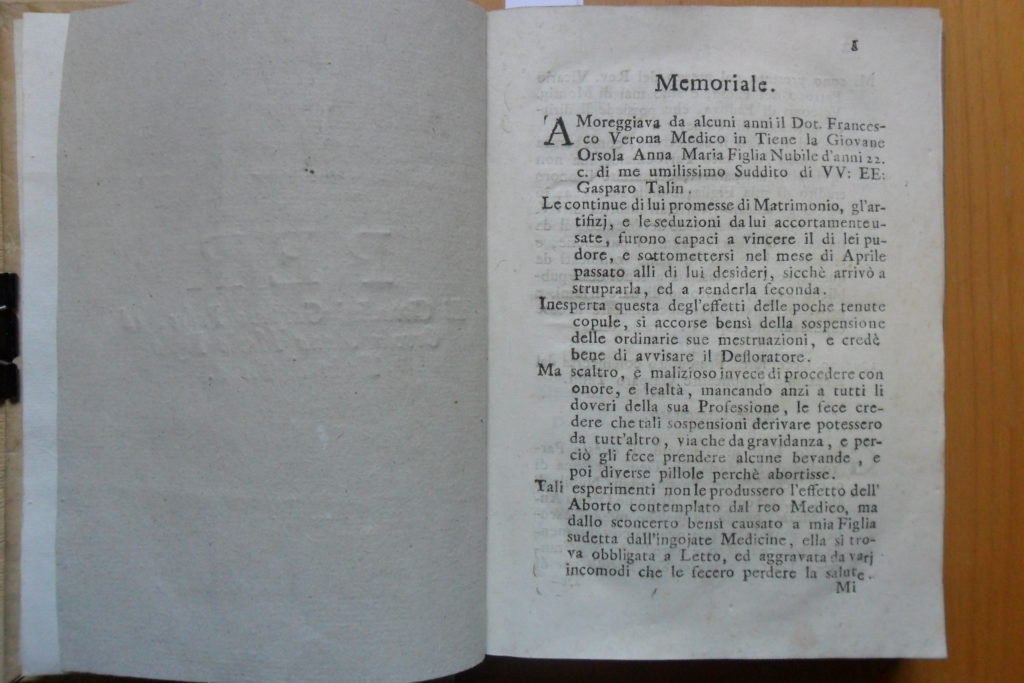 1
Memoriale.
AMoreggiava da alcuni anni il Dot. Frances-
co Verona Medico in Tiene la Giovane
Orsola Anna Maria Figlia Nubile d'anni 22.
c. di me umilissimo Suddito di VV: EE:
Gasparo Talin.
Le continue di lui promesse di Matrimonio, gl'ar-
tifizj, e le seduzioni da lui accortamente u-
sate, furono capaci a vincere il di lei pu-
dore, e sottomettersi nel mese di Aprile
passato alli di lui desiderj, sicchè arrivò a
struprarla, ed a renderla feconda.
Inesperta questa degl'effetti delle poche tenute
copule, si accorse bensì della sospensione
delle ordinarie sue mestruazioni, e credè
bene di avvisare il Defloratore.
Ma scaltro, e malizioso invece di procedere con
onore, e lealtà, mancando anzi a tutti li
doveri della sua Professione, le fece cre-
dere che tali sospensioni derivare potessero
da tutt'altro, via che da gravidanza, e per-
ciò gli fece prendere alcune bevande, e
poi diverse pillole perchè abortisse.
Tali esperimenti non le produssero l'effetto dell'
Aborto contemplato dal reo Medico, ma
dallo sconcerto bensì causato a mia Figlia
sudetta dall'ingojate Medicine, ella si tro-
va obbligata a Letto, ed aggravata da varj
incomodi che le fecero perdere la salute.
Mi